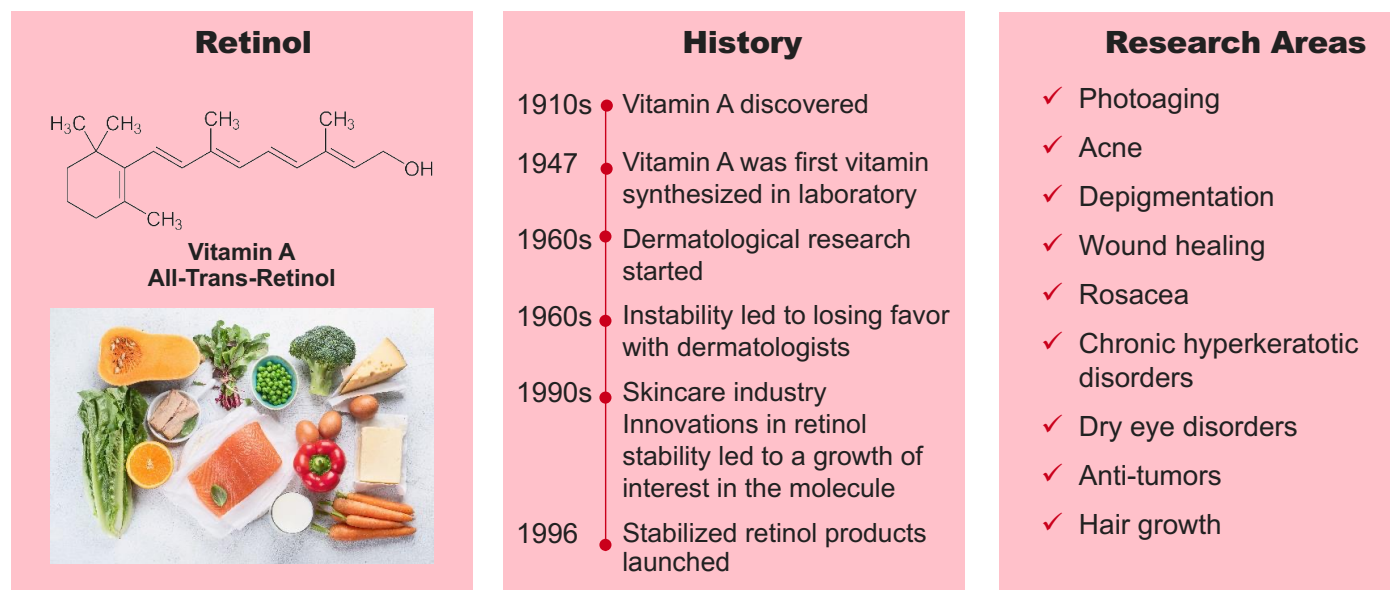 Retinol
H₃C CH₃
CH₃
CH₃
OH
CH₃
Vitamin A
All-Trans-Retinol
History
1910s Vitamin A discovered
1947 Vitamin A was first vitamin
synthesized in laboratory
1960s Dermatological research
started
1960s Instability led to losing favor
with dermatologists
1990s Skincare industry
Innovations in retinol
stability led to a growth of
interest in the molecule
1996 Stabilized retinol products
launched
Research Areas
✓ Photoaging
✓ Acne
✓ Depigmentation
✓ Wound healing
✓ Rosacea
✓ Chronic hyperkeratotic
disorders
✓ Dry eye disorders
✓ Anti-tumors
✓ Hair growth